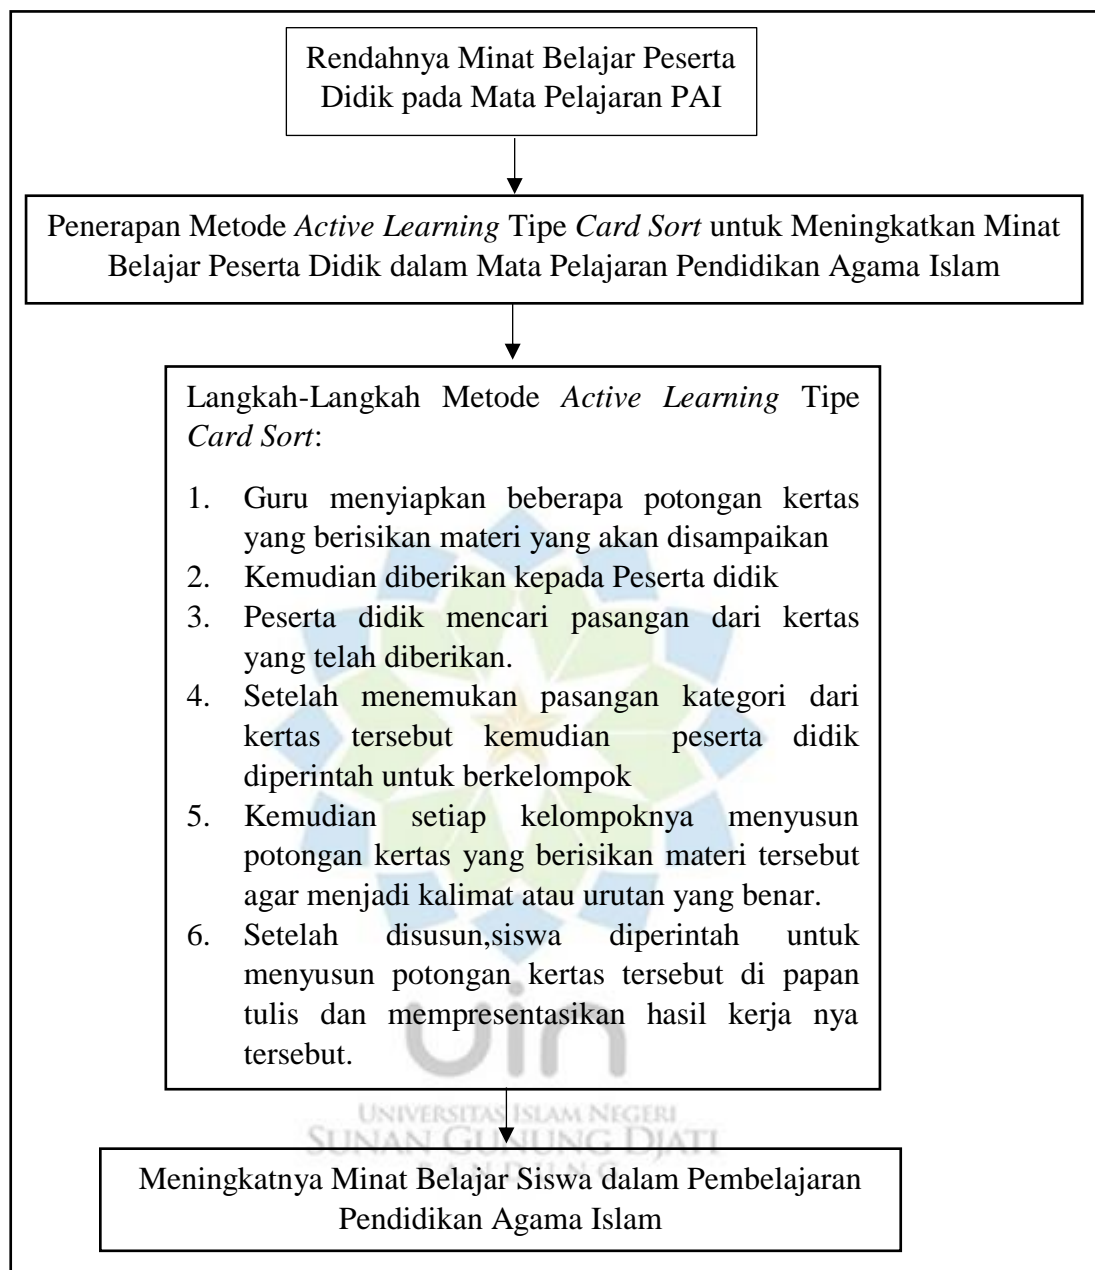 Rendahnya Minat Belajar Peserta
Didik pada Mata Pelajaran PAI
Penerapan Metode Active Learning Tipe Card Sort untuk Meningkatkan Minat
Belajar Peserta Didik dalam Mata Pelajaran Pendidikan Agama Islam
Langkah-Langkah Metode Active Learning Tipe
Card Sort:
1. Guru menyiapkan beberapa potongan kertas
yang berisikan materi yang akan disampaikan
2. Kemudian diberikan kepada Peserta didik
3. Peserta didik mencari pasangan dari kertas
yang telah diberikan.
4. Setelah menemukan pasangan kategori dari
kertas tersebut kemudian peserta didik
diperintah untuk berkelompok
5. Kemudian setiap kelompoknya menyusun
potongan kertas yang berisikan materi tersebut
agar menjadi kalimat atau urutan yang benar.
6. Setelah disusun,siswa diperintah untuk
menyusun potongan kertas tersebut di papan
tulis dan mempresentasikan hasil kerja nya
tersebut.
uin
UNIVERSITAS ISLAM NEGERI
SUNAN GUNUNG DJATI
BANDUNG
Meningkatnya Minat Belajar Siswa dalam Pembelajaran
Pendidikan Agama Islam